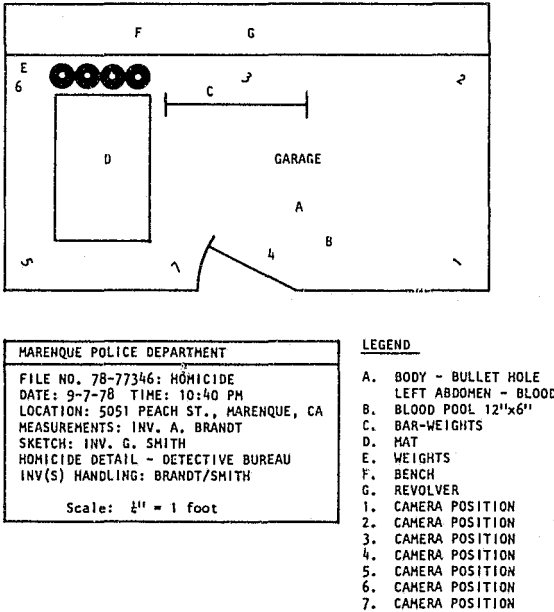 F G
E
6 3 2
C
D GARAGE
A
B
4
5 7 1
MARENQUE POLICE DEPARTMENT
FILE NO. 78-77346: HOMICIDE
DATE: 9-7-78 TIME: 10:40 PM
LOCATION: 5051 PEACH ST., MARENQUE, CA
MEASUREMENTS: INV. A. BRANDT
SKETCH: INV. G. SMITH
HOMICIDE DETAIL - DETECTIVE BUREAU
INV(S) HANDLING: BRANDT/SMITH
Scale: ¼" = 1 foot
LEGEND
A. BODY - BULLET HOLE
LEFT ABDOMEN - BLOOD
B. BLOOD POOL 12"x6"
C. BAR-WEIGHTS
D. MAT
E. WEIGHTS
F. BENCH
G. REVOLVER
1. CAMERA POSITION
2. CAMERA POSITION
3. CAMERA POSITION
4. CAMERA POSITION
5. CAMERA POSITION
6. CAMERA POSITION
7. CAMERA POSITION